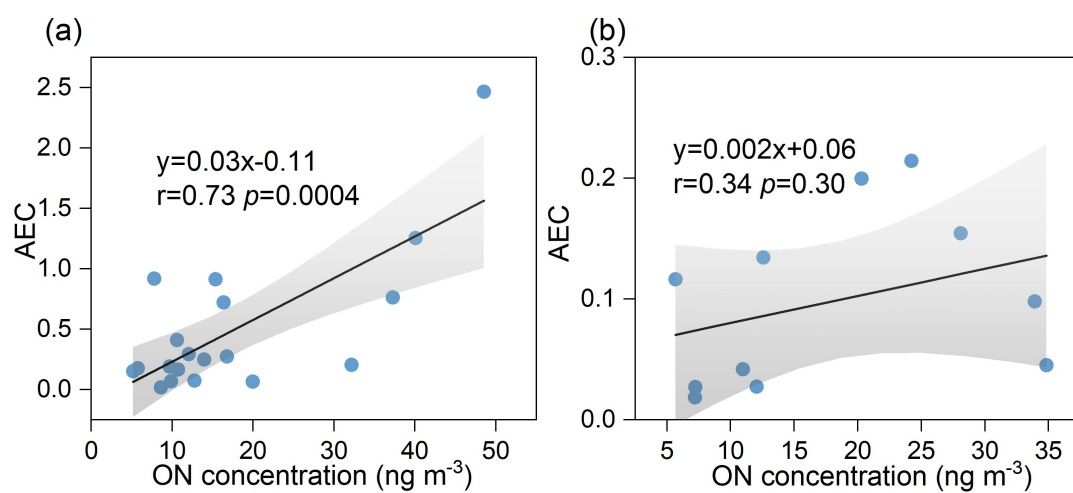 (a)
2.5
2.0
1.5
1.0
0.5
0.0
AEC
y=0.03x-0.11
r=0.73 p=0.0004
0 10 20 30 40 50
ON concentration (ng m⁻³)
(b)
0.3
0.2
0.1
0.0
AEC
y=0.002x+0.06
r=0.34 p=0.30
5 10 15 20 25 30 35
ON concentration (ng m⁻³)